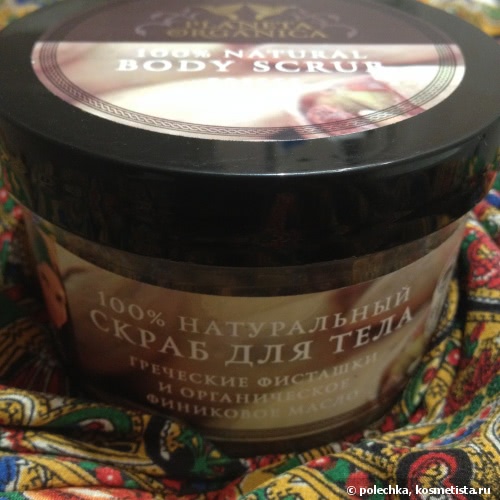 PLANETA
ORGANICA
100% NATURAL
BODY SCRUB
100% НАТУРАЛЬНЫЙ
СКРАБ ДЛЯ ТЕЛА
ГРЕЧЕСКИЕ ФИСТАШКИ
И ОРГАНИЧЕСКОЕ
ФИНИКОВОЕ МАСЛО
© polechka, kosmetista.ru